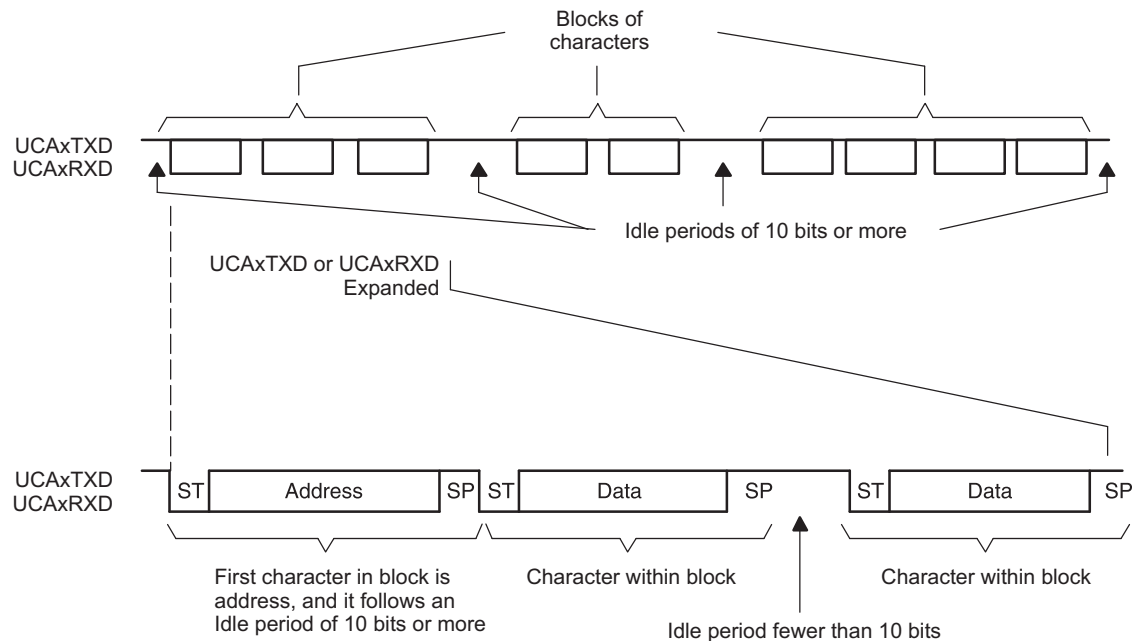 Blocks of
characters
UCAxTXD
UCAxRXD
Idle periods of 10 bits or more
UCAxTXD or UCAxRXD
Expanded
UCAxTXD
UCAxRXD
ST Address SP ST Data SP ST Data SP
First character in block is
address, and it follows an
Idle period of 10 bits or more
Character within block
Character within block
Idle period fewer than 10 bits